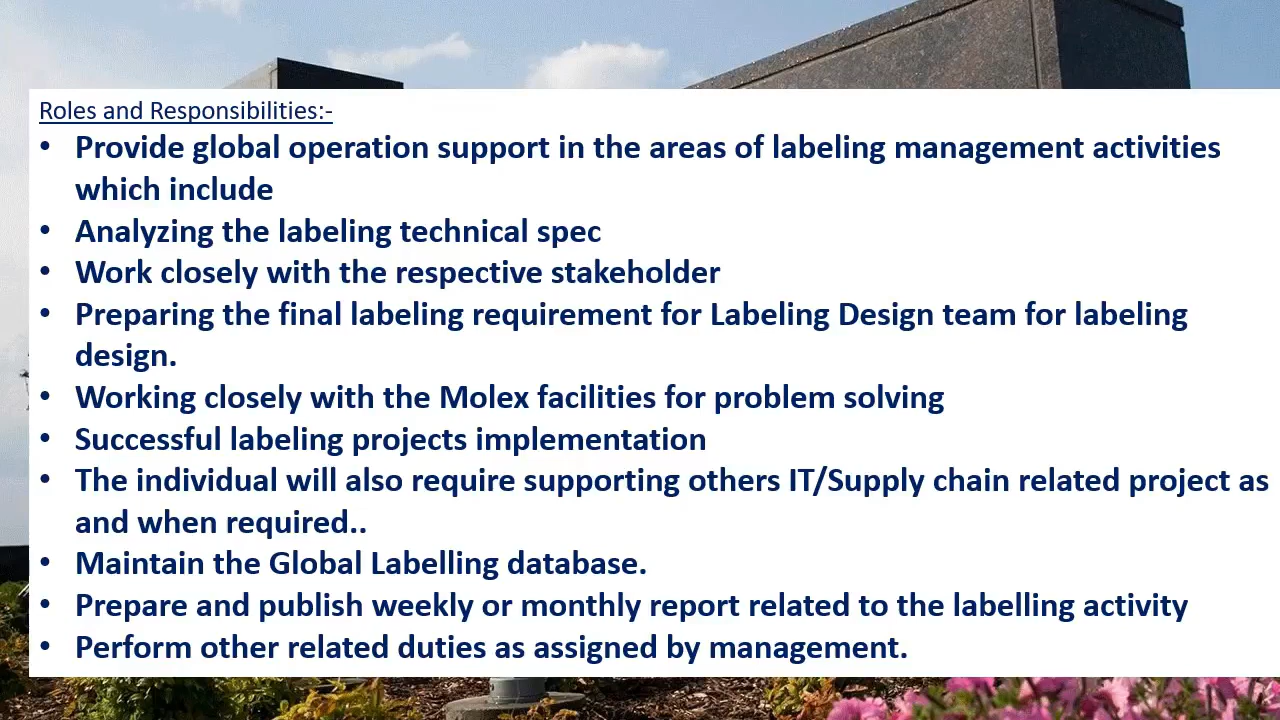 Roles and Responsibilities:-
• Provide global operation support in the areas of labeling management activities
which include
• Analyzing the labeling technical spec
• Work closely with the respective stakeholder
• Preparing the final labeling requirement for Labeling Design team for labeling
design.
• Working closely with the Molex facilities for problem solving
• Successful labeling projects implementation
• The individual will also require supporting others IT/Supply chain related project as
and when required..
• Maintain the Global Labelling database.
• Prepare and publish weekly or monthly report related to the labelling activity
• Perform other related duties as assigned by management.